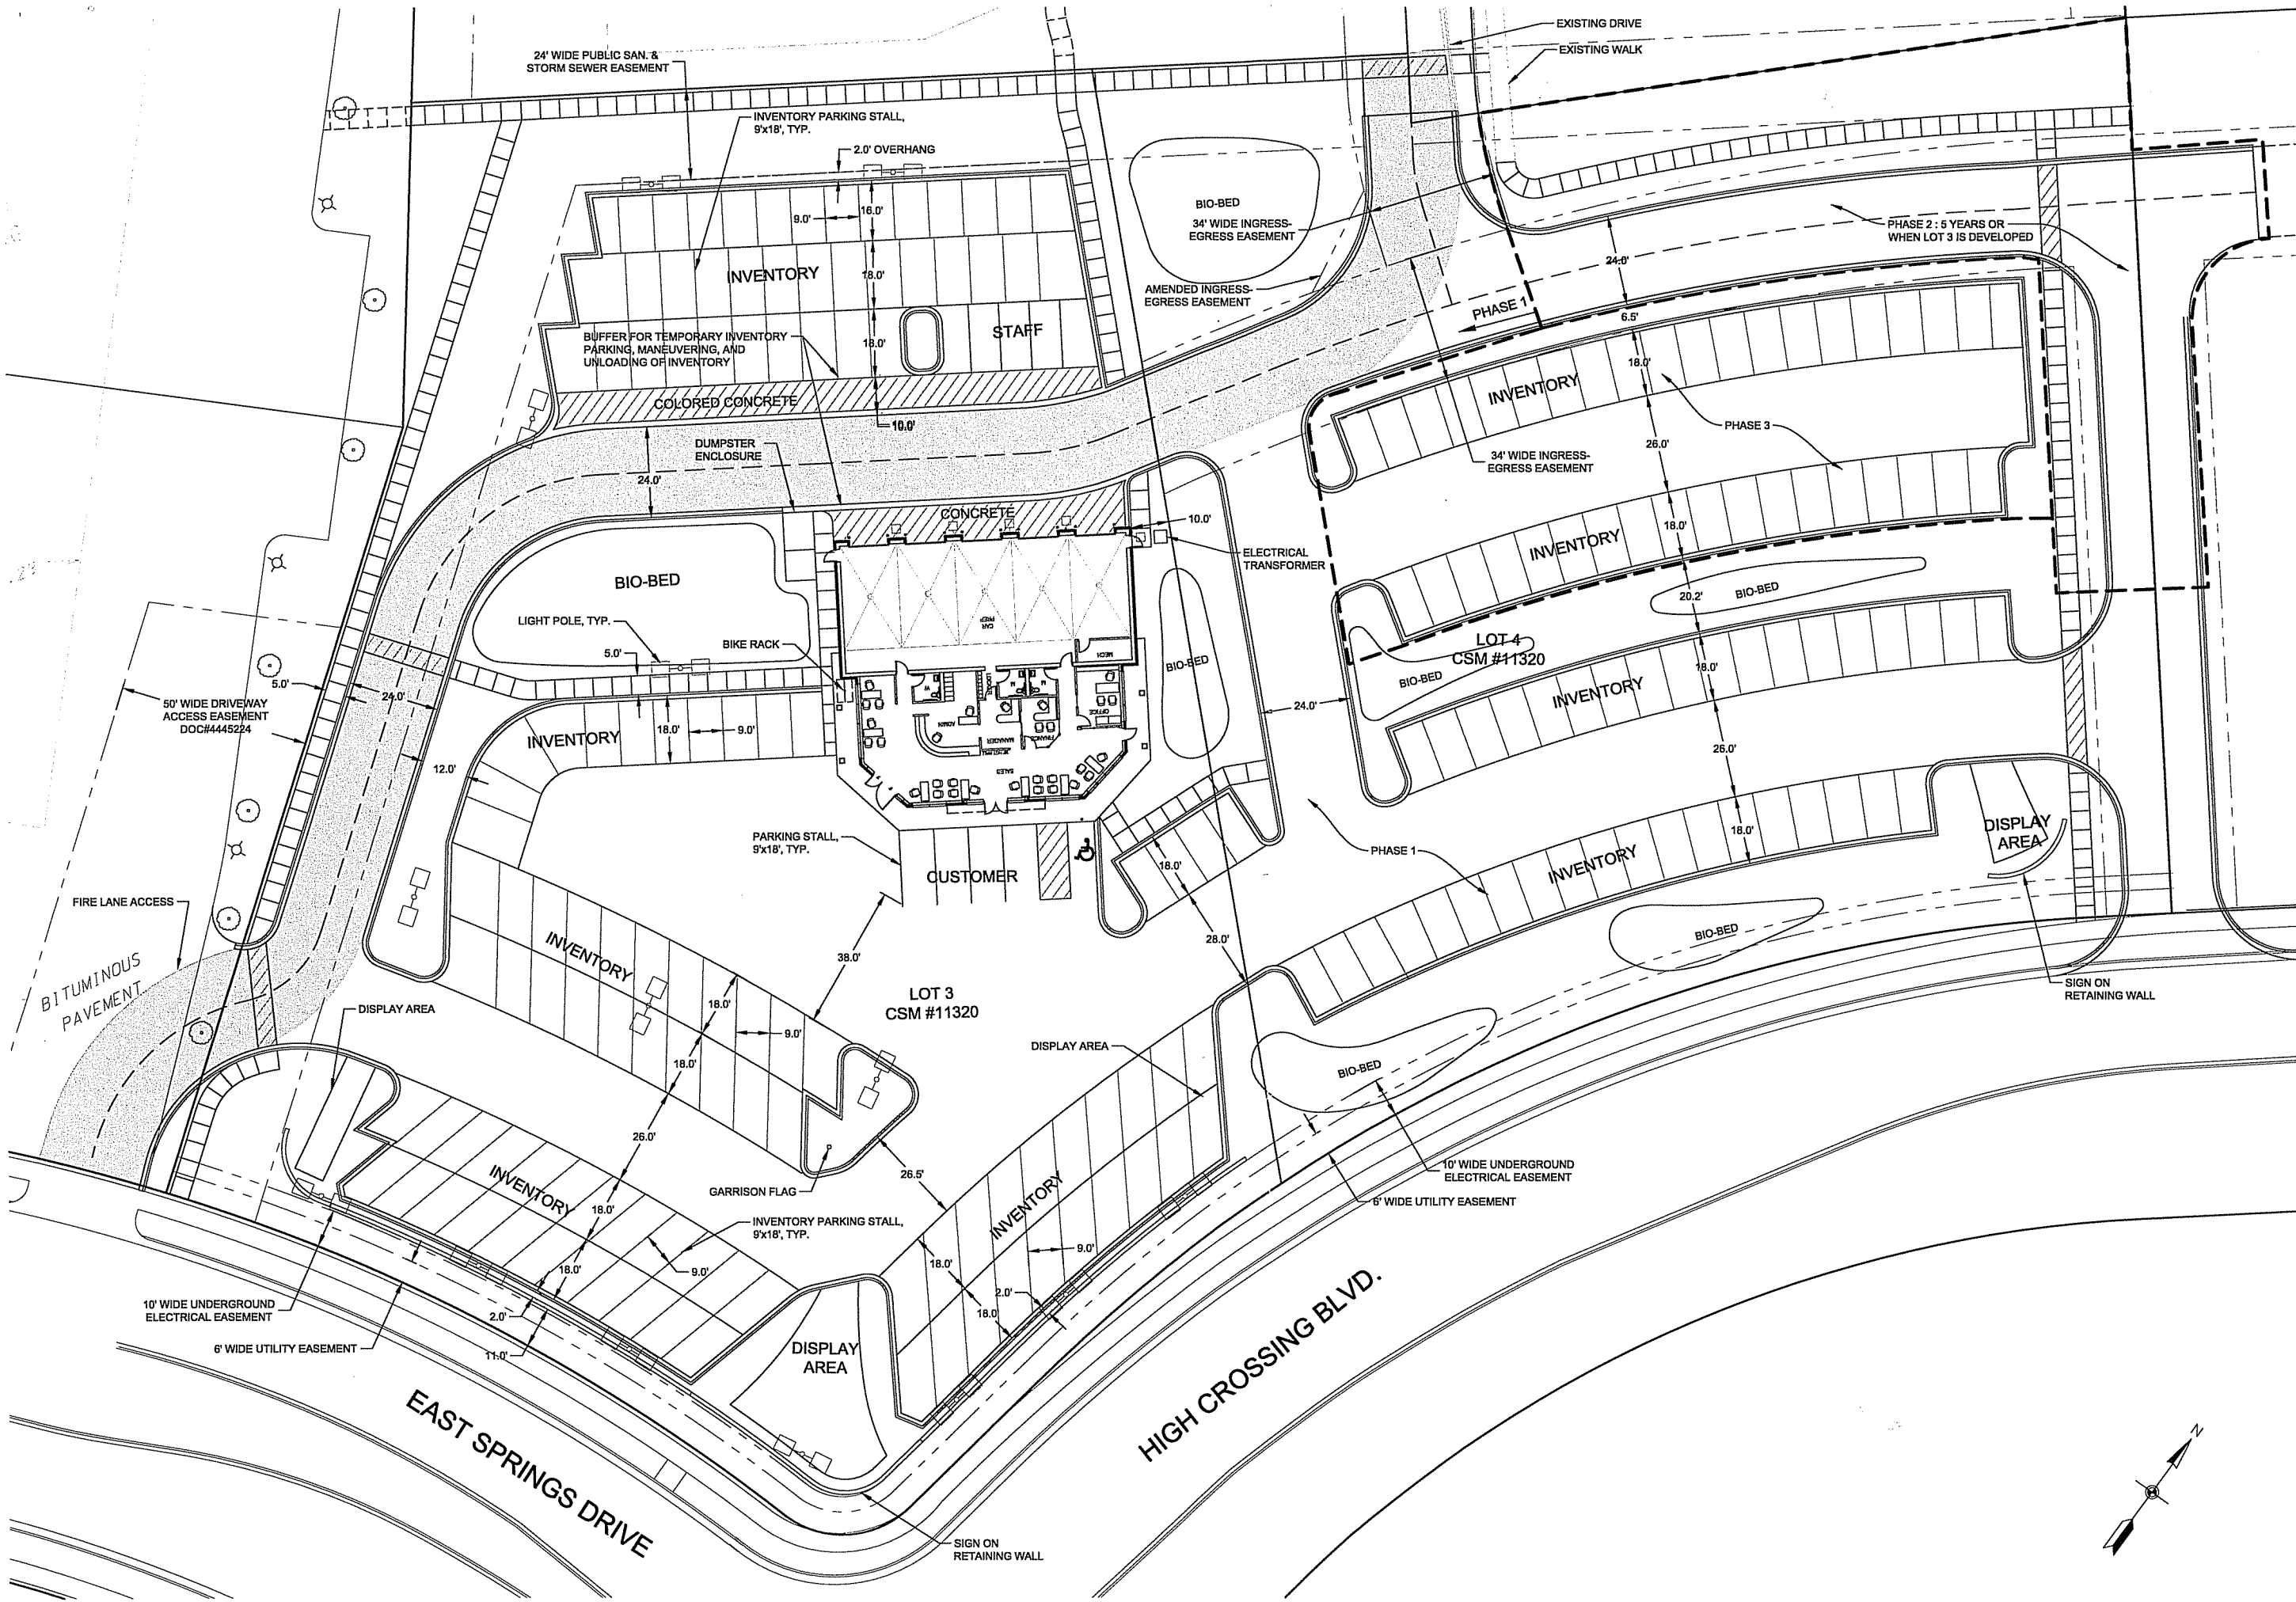 EXISTING DRIVE
EXISTING WALK
24' WIDE PUBLIC SAN. &
STORM SEWER EASEMENT
INVENTORY PARKING STALL,
9'x18', TYP.
2.0' OVERHANG
9.0'
16.0'
BIO-BED
34' WIDE INGRESS-
EGRESS EASEMENT
PHASE 2 : 5 YEARS OR
WHEN LOT 3 IS DEVELOPED
INVENTORY
18.0'
24.0'
AMENDED INGRESS-
EGRESS EASEMENT
PHASE 1
6.5'
STAFF
BUFFER FOR TEMPORARY INVENTORY
PARKING, MANEUVERING, AND
UNLOADING OF INVENTORY
18.0'
18.0'
INVENTORY
COLORED CONCRETE
10.0'
PHASE 3
DUMPSTER
ENCLOSURE
26.0'
34' WIDE INGRESS-
EGRESS EASEMENT
24.0'
CONCRETE
10.0'
18.0'
INVENTORY
ELECTRICAL
TRANSFORMER
BIO-BED
C
C
C
C
CAR
PREP
20.2'
BIO-BED
LIGHT POLE, TYP.
BIKE RACK
5.0'
MECH
BIO-BED
LOT 4
CSM #11320
18.0'
BIO-BED
5.0'
24.0'
50' WIDE DRIVEWAY
ACCESS EASEMENT
DOC#4445224
INVENTORY
18.0'
9.0'
ADMIN
MANAGER
FINANCE
OFFICE
SALES
24.0'
INVENTORY
26.0'
12.0'
PARKING STALL,
9'x18', TYP.
CUSTOMER
18.0'
PHASE 1
INVENTORY
18.0'
DISPLAY
AREA
FIRE LANE ACCESS
BITUMINOUS
PAVEMENT
INVENTORY
38.0'
28.0'
BIO-BED
SIGN ON
RETAINING WALL
DISPLAY AREA
18.0'
9.0'
LOT 3
CSM #11320
DISPLAY AREA
18.0'
BIO-BED
26.0'
26.5'
GARRISON FLAG
10' WIDE UNDERGROUND
ELECTRICAL EASEMENT
6' WIDE UTILITY EASEMENT
INVENTORY
18.0'
INVENTORY PARKING STALL,
9'x18', TYP.
INVENTORY
9.0'
18.0'
9.0'
18.0'
2.0'
18.0'
10' WIDE UNDERGROUND
ELECTRICAL EASEMENT
2.0'
6' WIDE UTILITY EASEMENT
11.0'
DISPLAY
AREA
EAST SPRINGS DRIVE
HIGH CROSSING BLVD.
SIGN ON
RETAINING WALL
N